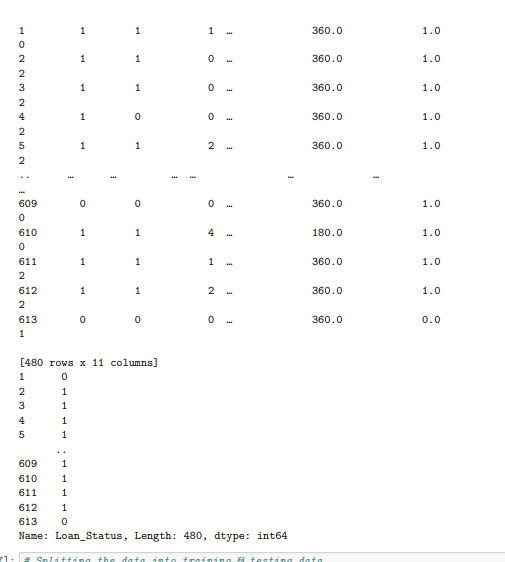 1 1 1 1 … 360.0 1.0
0
2 1 1 0 … 360.0 1.0
2
3 1 1 0 … 360.0 1.0
2
4 1 0 0 … 360.0 1.0
2
5 1 1 2 … 360.0 1.0
2
.. … … … … … …
…
609 0 0 0 … 360.0 1.0
0
610 1 1 4 … 180.0 1.0
0
611 1 1 1 … 360.0 1.0
2
612 1 1 2 … 360.0 1.0
2
613 0 0 0 … 360.0 0.0
1
[480 rows x 11 columns]
1 0
2 1
3 1
4 1
5 1
..
609 1
610 1
611 1
612 1
613 0
Name: Loan_Status, Length: 480, dtype: int64
]: # Splitting the data into training & testing data